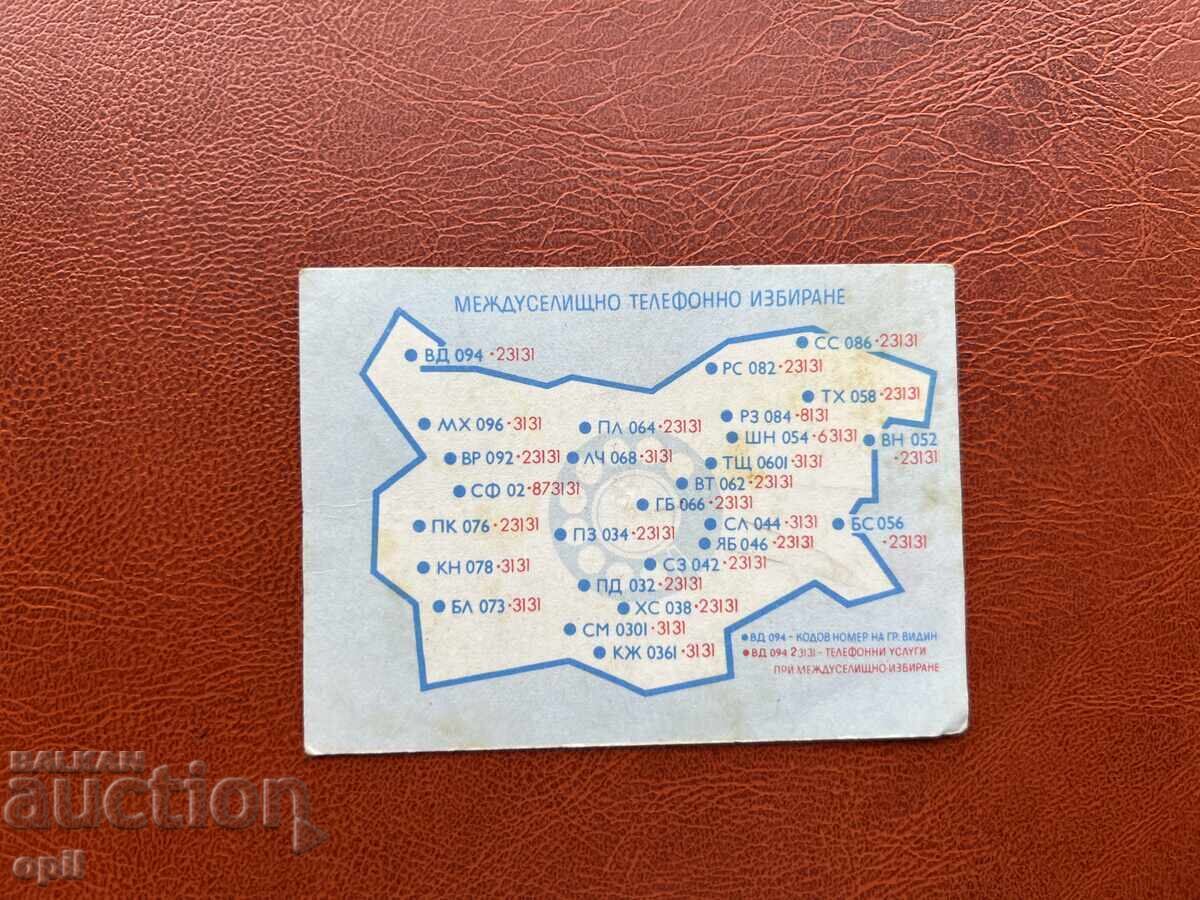 МЕЖДУСЕЛИЩНО ТЕЛЕФОННО ИЗБИРАНЕ
ВД 094 ·23131
СС 086 ·23131
РС 082 ·23131
ТХ 058 ·23131
МХ 096 ·3131
ПЛ 064 ·23131
РЗ 084 ·8131
ШН 054 ·63131
ВН 052
·23131
ВР 092 ·23131
ЛЧ 068 ·3131
ТЩ 0601 ·3131
СФ 02 ·873131
ВТ 062 ·23131
ГБ 066 ·23131
ПК 076 ·23131
ПЗ 034 ·23131
СЛ 044 ·3131
БС 056
·23131
ЯБ 046 ·23131
КН 078 ·3131
СЗ 042 ·23131
ПД 032 ·23131
БЛ 073 ·3131
ХС 038 ·23131
СМ 0301 ·3131
КЖ 0361 ·3131
ВД 094 - КОДОВ НОМЕР НА ГР. ВИДИН
ВД 094 23131 - ТЕЛЕФОННИ УСЛУГИ
ПРИ МЕЖДУСЕЛИЩНО ИЗБИРАНЕ
BALKAN
auction
opil